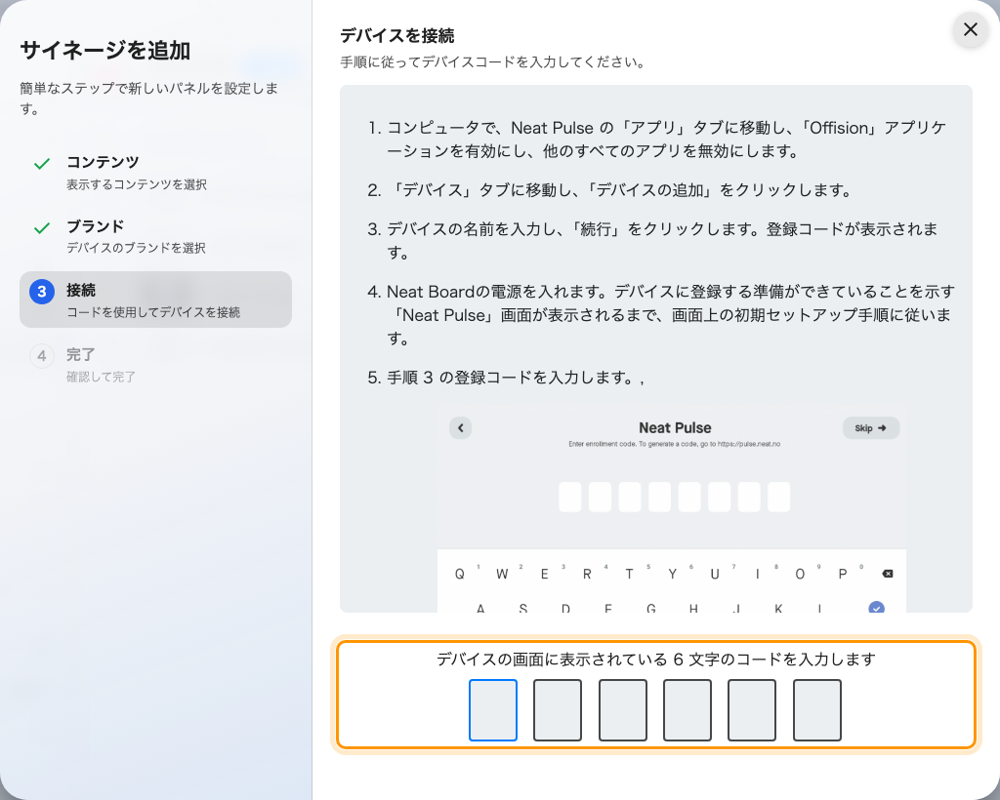 サイネージを追加
簡単なステップで新しいパネルを設定しま
す。
コンテンツ
表示するコンテンツを選択
ブランド
デバイスのブランドを選択
3 接続
コードを使用してデバイスを接続
4 完了
確認して完了
デバイスを接続
手順に従ってデバイスコードを入力してください。
1. コンピュータで、Neat Pulse の「アプリ」タブに移動し、「Offision」アプリケ
ーションを有効にし、他のすべてのアプリを無効にします。
2. 「デバイス」タブに移動し、「デバイスの追加」をクリックします。
3. デバイスの名前を入力し、「続行」をクリックします。登録コードが表示されま
す。
4. Neat Boardの電源を入れます。デバイスに登録する準備ができていることを示す
「Neat Pulse」画面が表示されるまで、画面上の初期セットアップ手順に従いま
す。
5. 手順 3 の登録コードを入力します。,
Neat Pulse
Skip
Enter enrollment code. To generate a code, go to https://pulse.neat.no
Q 1 W 2 E 3 R 4 T 5 Y 6 U 7 I 8 O 9 P 0
A S D F G H J K L
デバイスの画面に表示されている 6 文字のコードを入力します